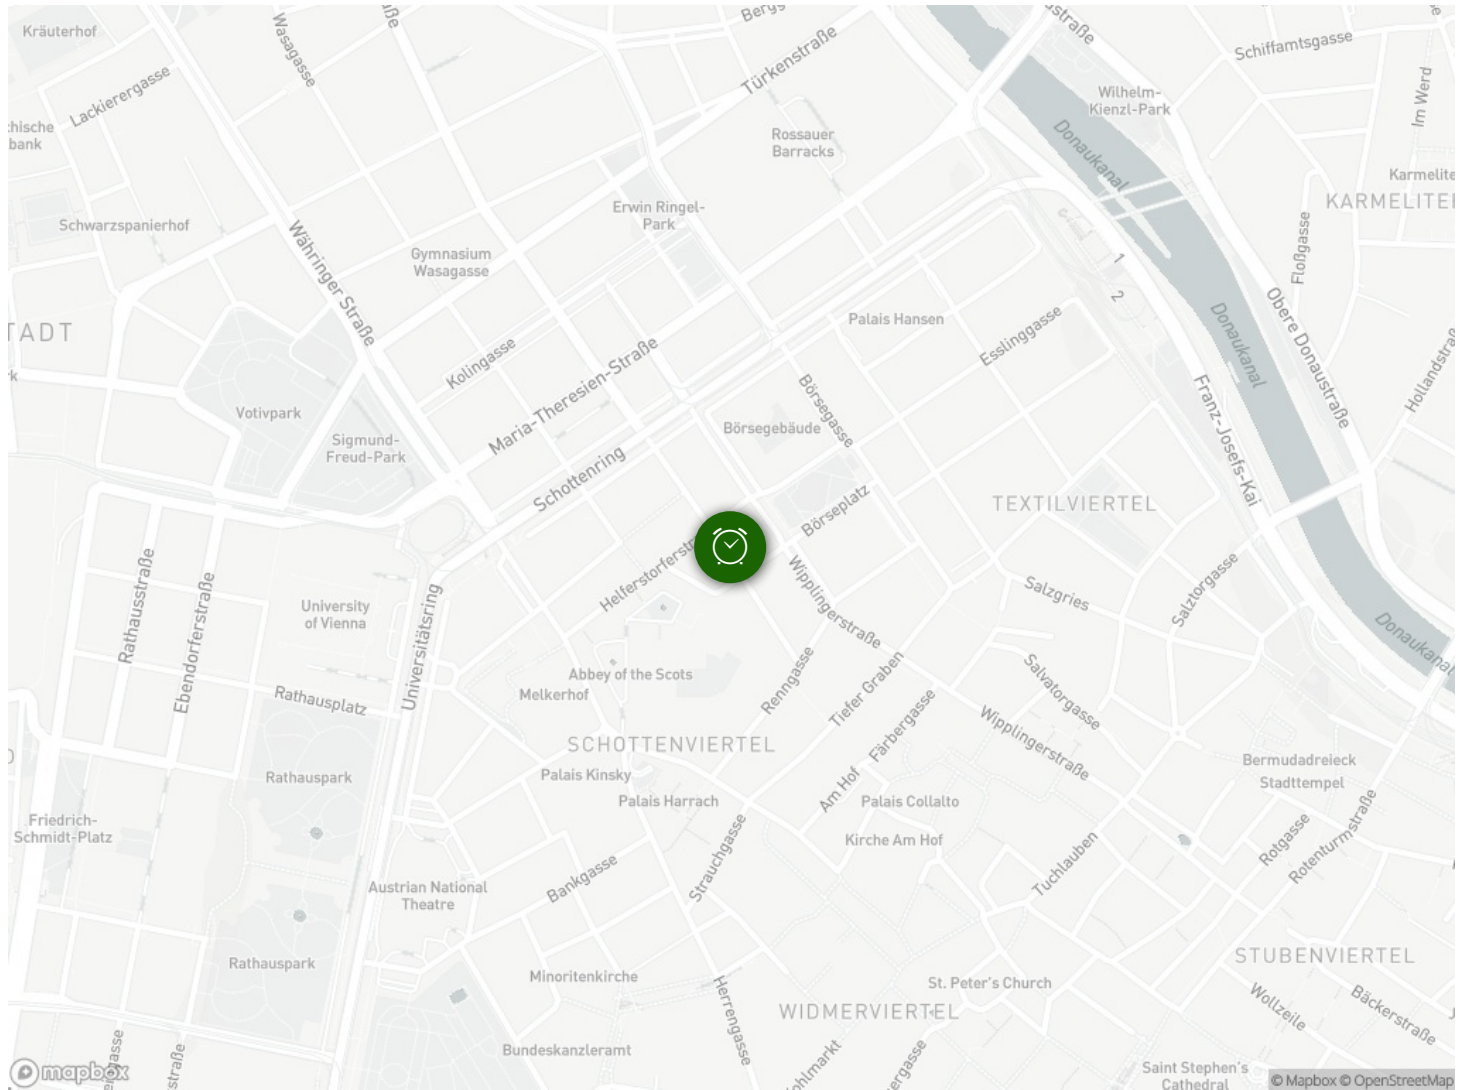 Kräuterhof
Wasagasse
Türkenstraße
Schiffamtsgasse
Im Werd
Lackierergasse
Wilhelm-
Kienzl-Park
Rossauer
Barracks
Donaukanal
KARMELITE
Karmelite
Schwarzspanierhof
Erwin Ringel-
Park
Gymnasium
Wasagasse
Währinger Straße
Floßgasse
1
2
Obere Donaustraße
Donaukanal
Palais Hansen
Esslinggasse
TADT
Kolingasse
Maria-Theresien-Straße
Börsegasse
Franz-Josefs-Kai
Votivpark
Sigmund-
Freud-Park
Börsegebäude
Schottenring
Börseplatz
TEXTILVIERTEL
Helferstorferstr
Wipplingerstraße
Salzgries
Salztorgasse
Donaukanal
Rathausstraße
Ebendorferstraße
University
of Vienna
Universitätsring
Abbey of the Scots
Melkerhof
Renngasse
Tiefer Graben
Salvatorgasse
Rathausplatz
Färbergasse
Wipplingerstraße
SCHOTTENVIERTEL
Rathauspark
Palais Kinsky
Palais Harrach
Am Hof
Palais Collalto
Bermudadreieck
Stadttempel
Friedrich-
Schmidt-Platz
Kirche Am Hof
Strauchgasse
Tuchlauben
Rotgasse
Rotenturmstraße
Bankgasse
Austrian National
Theatre
Rathauspark
Minoritenkirche
St. Peter's Church
STUBENVIERTEL
Herrengasse
WIDMERVIERTEL
Wollzeile
Bäckerstraße
Bundeskanzleramt
Saint Stephen's
Cathedral
mapbox
© Mapbox © OpenStreetMap